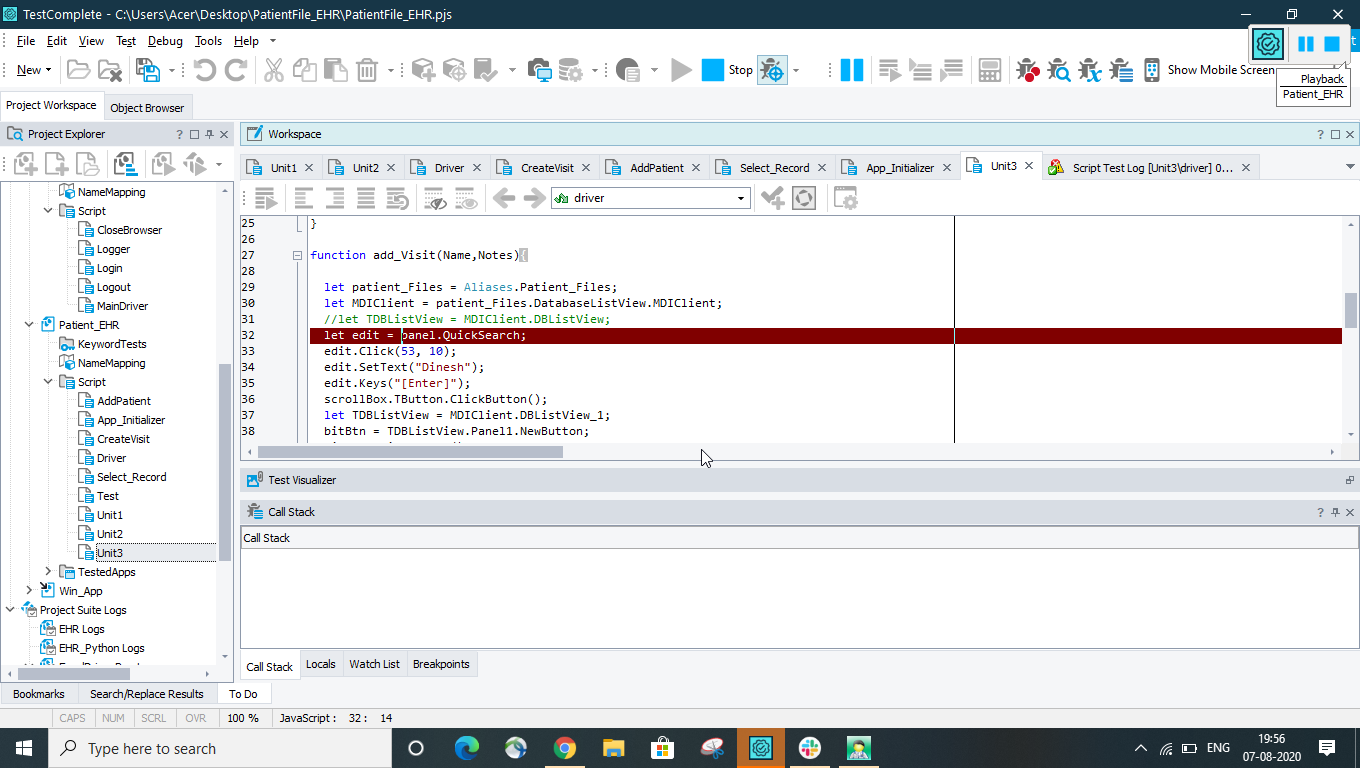 TestComplete - C:\Users\Acer\Desktop\PatientFile_EHR\PatientFile_EHR.pjs
File Edit View Test Debug Tools Help
New Stop Show Mobile Screen
Playback
Patient_EHR
Project Workspace Object Browser
Project Explorer
Workspace
Unit1 Unit2 Driver CreateVisit AddPatient Select_Record App_Initializer Unit3 Script Test Log [Unit3\driver] 0...
driver
NameMapping
Script
CloseBrowser
Logger
Login
Logout
MainDriver
Patient_EHR
KeywordTests
NameMapping
Script
AddPatient
App_Initializer
CreateVisit
Driver
Select_Record
Test
Unit1
Unit2
Unit3
TestedApps
Win_App
Project Suite Logs
EHR Logs
EHR_Python Logs
25 }
26
27 function add_Visit(Name,Notes){
28
29 let patient_Files = Aliases.Patient_Files;
30 let MDIClient = patient_Files.DatabaseListView.MDIClient;
31 //let TDBListView = MDIClient.DBListView;
32 let edit = panel.QuickSearch;
33 edit.Click(53, 10);
34 edit.SetText("Dinesh");
35 edit.Keys("[Enter]");
36 scrollBox.TButton.ClickButton();
37 let TDBListView = MDIClient.DBListView_1;
38 bitBtn = TDBListView.Panel1.NewButton;
Test Visualizer
Call Stack
Call Stack
Call Stack Locals Watch List Breakpoints
Bookmarks Search/Replace Results To Do
CAPS NUM SCRL OVR 100 % JavaScript : 32 : 14
Type here to search
ENG
19:56
07-08-2020